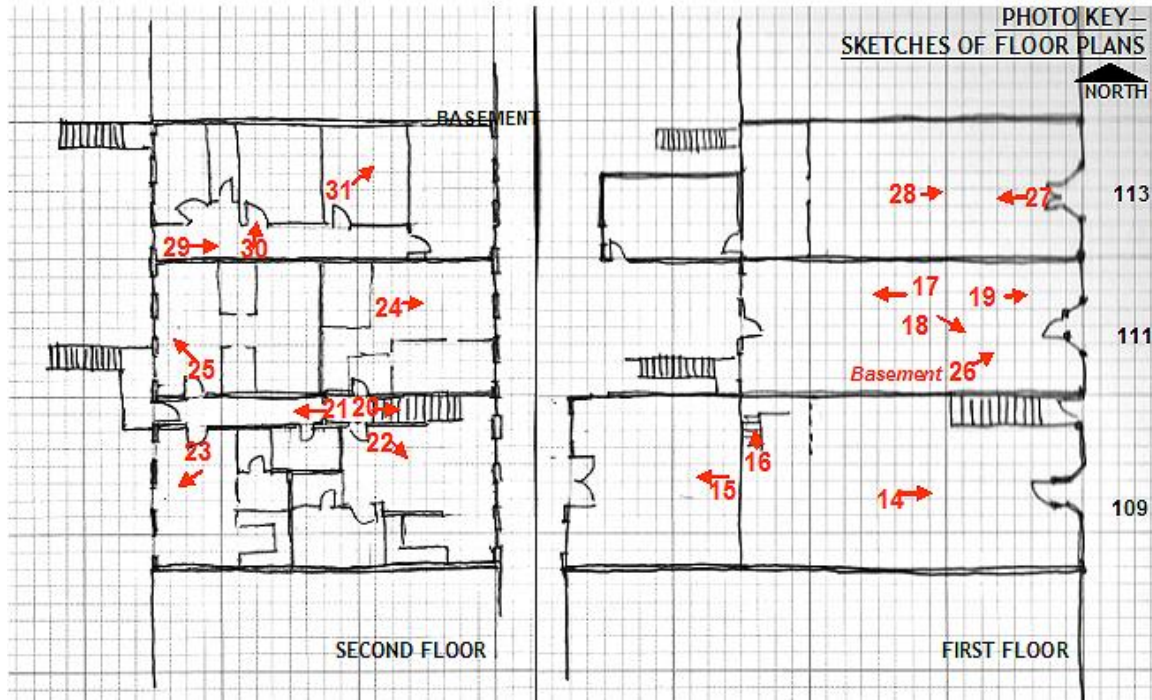 PHOTO KEY—
SKETCHES OF FLOOR PLANS
NORTH
BASEMENT
31
28
27
113
29
30
24
17
19
18
111
25
Basement 26
21
20
22
23
16
15
14
109
SECOND FLOOR
FIRST FLOOR